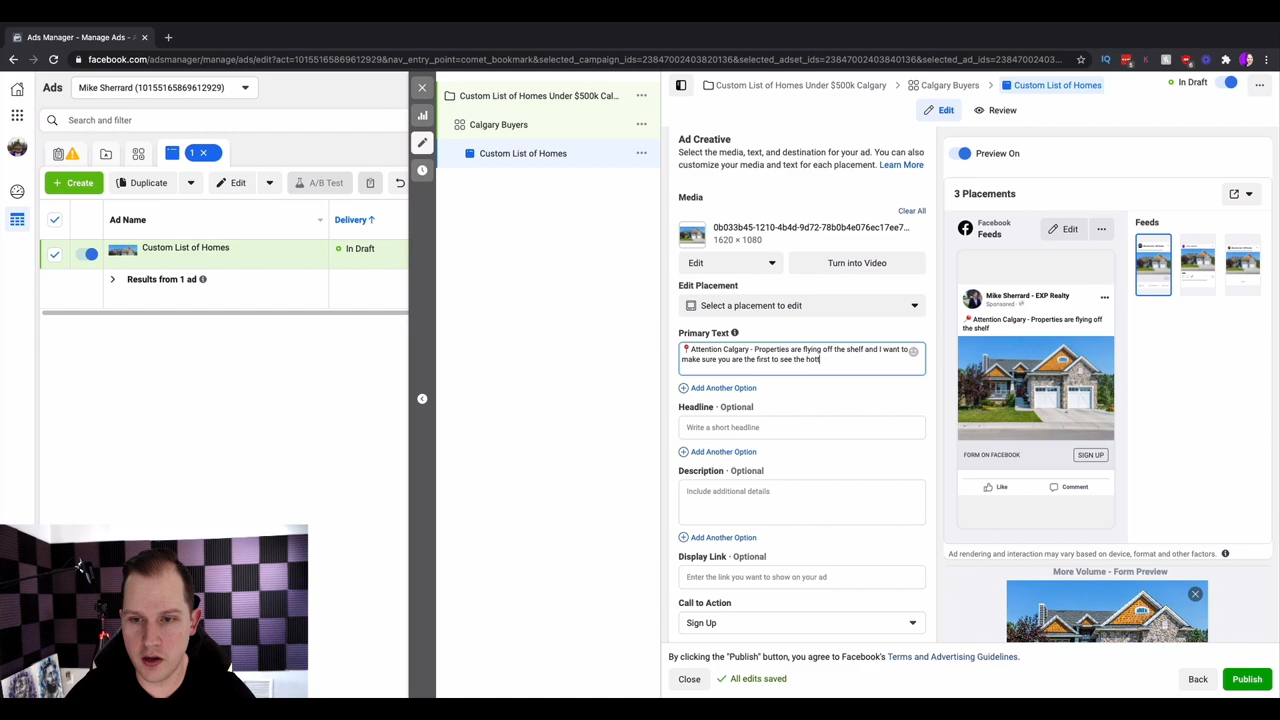 Ads Manager - Manage Ads - A
facebook.com/adsmanager/manage/ads/edit?act=10155165869612929&nav_entry_point=comet_bookmark&selected_campaign_ids=23847002403820136&selected_adset_ids=23847002403840136&selected_ad_ids=23847002403...
Ads
Mike Sherrard (10155165869612929)
Search and filter
1
Create
Duplicate
Edit
A/B Test
Ad Name
Delivery
Custom List of Homes
In Draft
Results from 1 ad
Custom List of Homes Under $500k Cal...
Calgary Buyers
Custom List of Homes
Custom List of Homes Under $500k Calgary
Calgary Buyers
Custom List of Homes
In Draft
Edit
Review
Ad Creative
Select the media, text, and destination for your ad. You can
also customize your media and text for each placement. Learn More
Media
Clear All
0b033b45-1210-4b4d-9d72-78b0b4e076ec17ee7...
1620 × 1080
Edit
Turn into Video
Edit Placement
Select a placement to edit
Primary Text
📍Attention Calgary - Properties are flying off the shelf and I want to
make sure you are the first to see the hott
Add Another Option
Headline · Optional
Write a short headline
Add Another Option
Description · Optional
Include additional details
Add Another Option
Display Link · Optional
Enter the link you want to show on your ad
Call to Action
Sign Up
Preview On
3 Placements
Facebook
Feeds
Edit
Feeds
Mike Sherrard - EXP Realty
Sponsored
📍Attention Calgary - Properties are flying off
the shelf
FORM ON FACEBOOK
SIGN UP
Like
Comment
Ad rendering and interaction may vary based on device, format and other factors.
More Volume - Form Preview
By clicking the "Publish" button, you agree to Facebook's Terms and Advertising Guidelines.
Close
All edits saved
Back
Publish